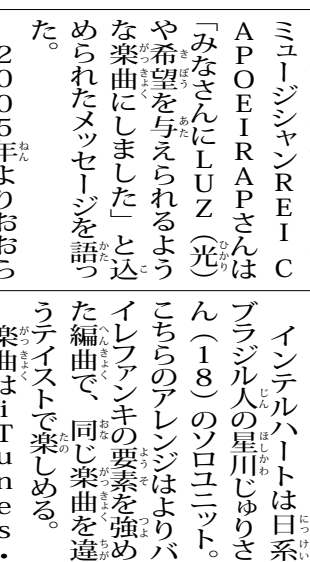 ミュージシャンREI C
APOEIRAPさんは
「みなさんにLUZ（光）
や希望を与えられるよう
な楽曲にしました」と込
められたメッセージを語っ
た。
2005年よりおおら
インテルハートは日系
ブラジル人の星川じゅりさ
ん（18）のソロユニット。
こちらのアレンジはよりバ
イレファンキの要素を強め
た編曲で、同じ楽曲を違
うテイストで楽しめる。
楽曲はiTunes・